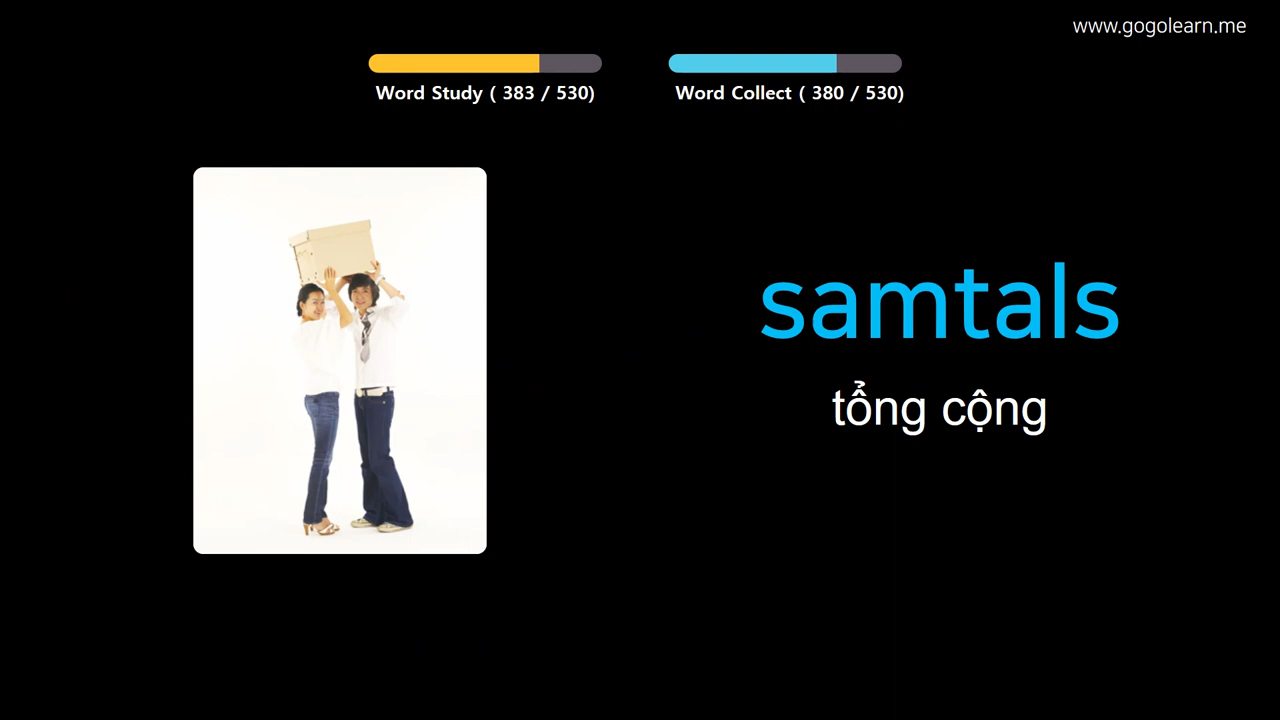 www.gogolearn.me
Word Study ( 383 / 530)
Word Collect ( 380 / 530)
samtals
tổng cộng